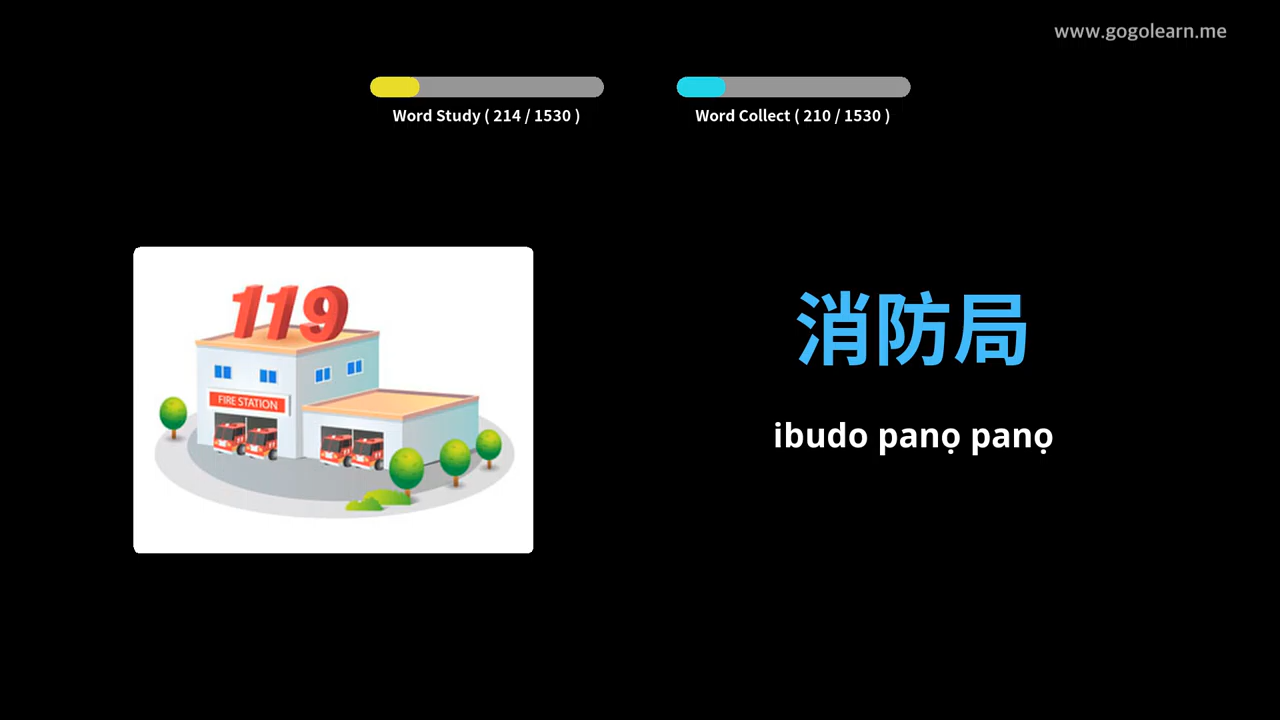 www.gogolearn.me
Word Study ( 214 / 1530 )
Word Collect ( 210 / 1530 )
119
FIRE STATION
消防局
ibudo panọ panọ